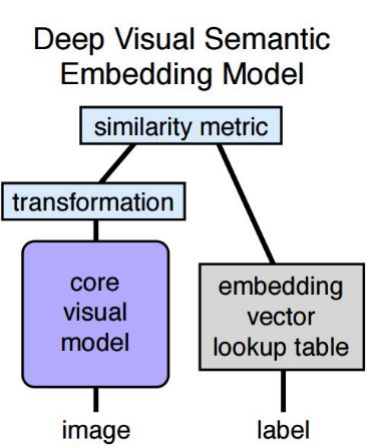 Deep Visual Semantic
Embedding Model
similarity metric
transformation
core
visual
model
embedding
vector
lookup table
image
label